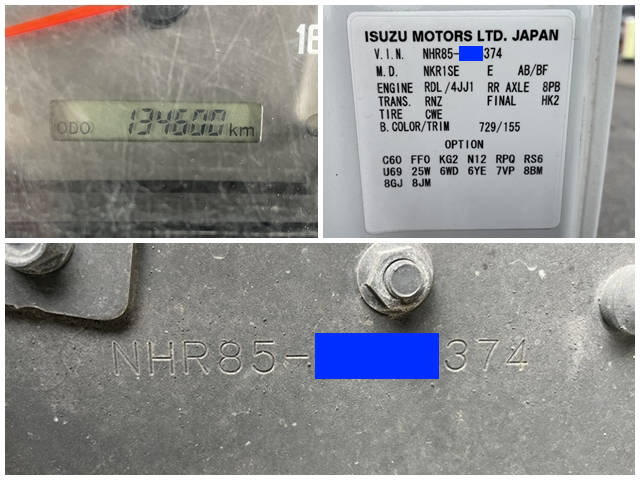 16
ODO 134600 km
ISUZU MOTORS LTD. JAPAN
V.I.N. NHR85- 374
M.D. NKR1SE E AB/BF
ENGINE RDL /4JJ1 RR AXLE 8PB
TRANS. RNZ FINAL HK2
TIRE CWE
B.COLOR/TRIM 729/155
OPTION
C60 FF0 KG2 N12 RPQ RS6
U69 25W 6WD 6YE 7VP 8BM
8GJ 8JM
NHR85- 374